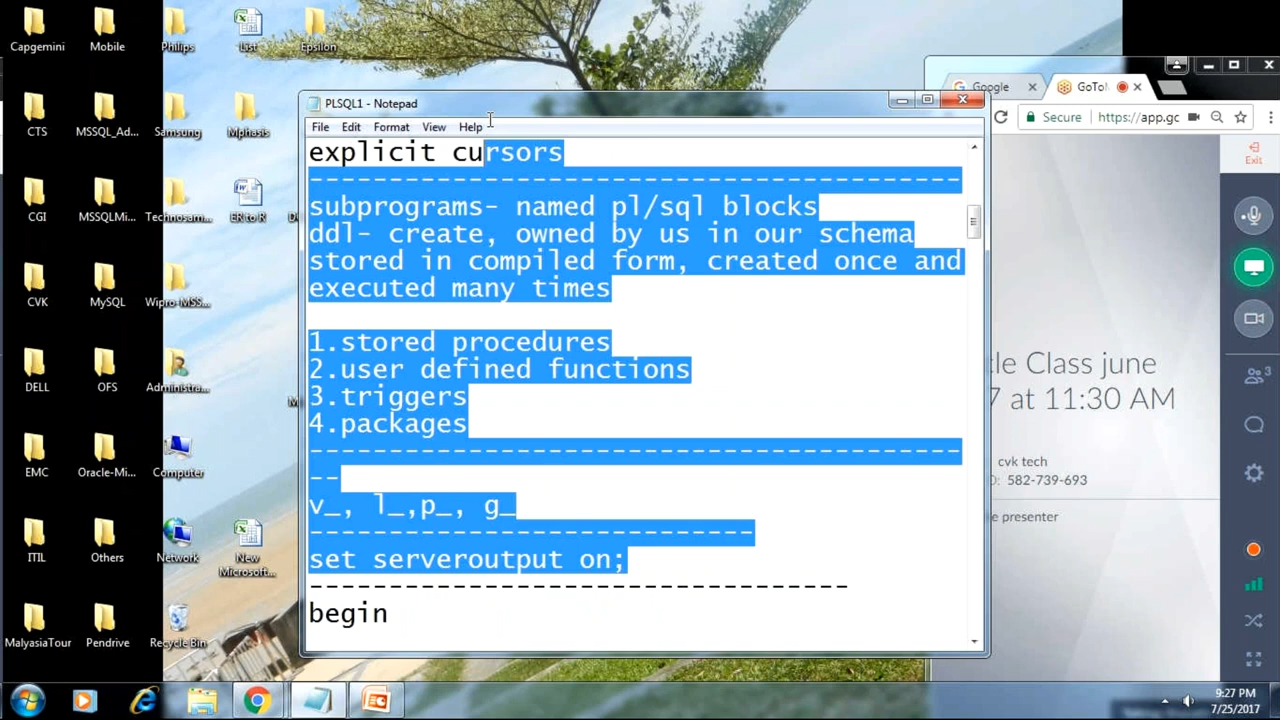 Capgemini
Mobile
Philips
List
Epsilon
CTS
MSSQL_Ad...
Samsung
Mphasis
CGI
MSSQLMi...
Technosam...
ER to R
CVK
MySQL
Wipro-MSS...
DELL
OFS
Administra...
EMC
Oracle-Mi...
Computer
ITIL
Others
Network
New Microsoft...
MalyasiaTour
Pendrive
Recycle Bin
PLSQL1 - Notepad
File Edit Format View Help
explicit cursors
-----------------------------------------
subprograms- named pl/sql blocks
ddl- create, owned by us in our schema
stored in compiled form, created once and
executed many times
1.stored procedures
2.user defined functions
3.triggers
4.packages
-----------------------------------------
--
v_, l_,p_, g_
----------------------------
set serveroutput on;
----------------------------------
begin
Google
GoToM
Secure https://app.gc
Exit
Class june
7 at 11:30 AM
cvk tech
582-739-693
presenter
3
9:27 PM
7/25/2017